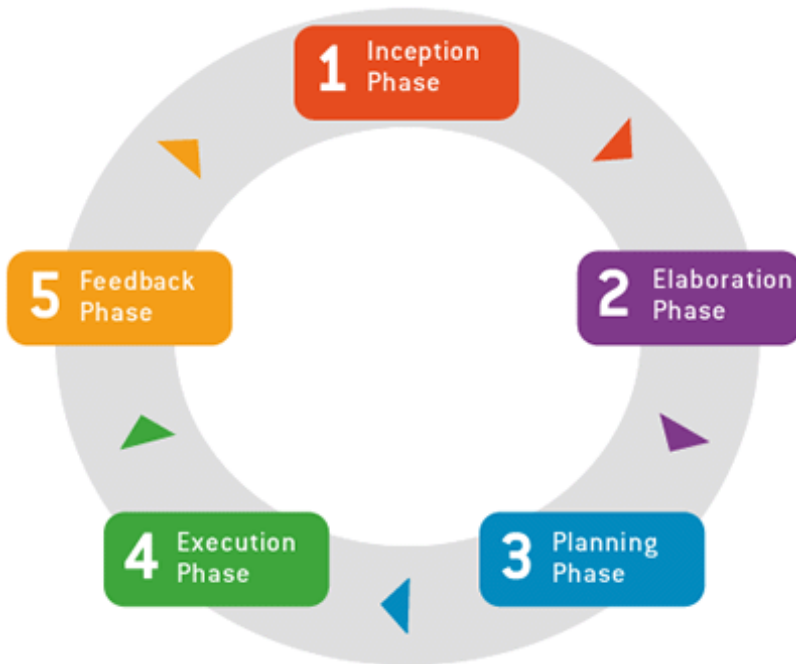 1 Inception
Phase
2 Elaboration
Phase
3 Planning
Phase
4 Execution
Phase
5 Feedback
Phase